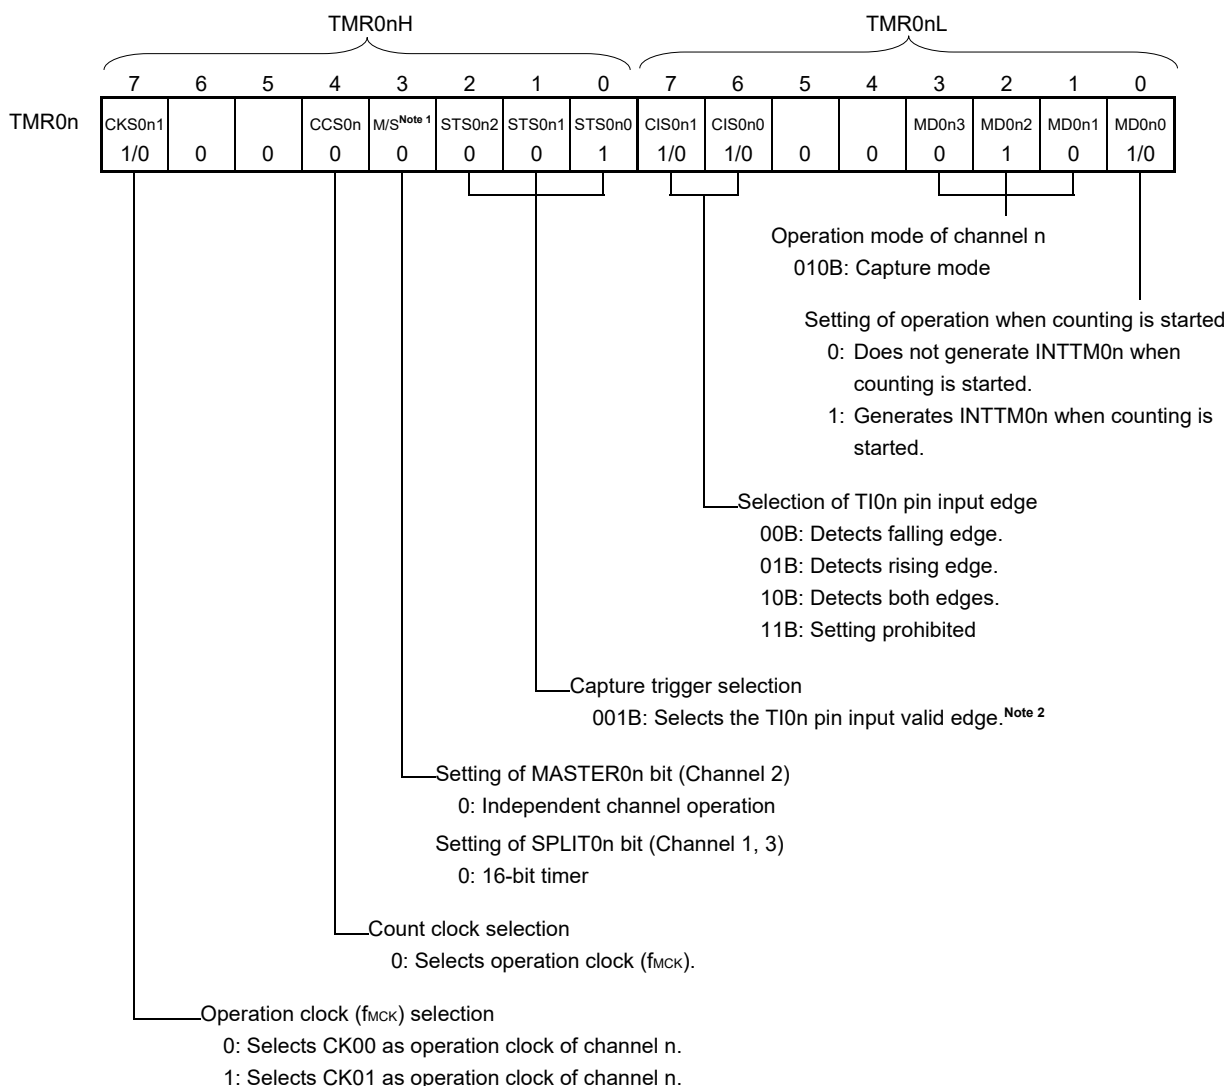 TMR0nH TMR0nL
7 6 5 4 3 2 1 0 7 6 5 4 3 2 1 0
TMR0n CKS0n1 CCS0n M/S Note 1 STS0n2 STS0n1 STS0n0 CIS0n1 CIS0n0 MD0n3 MD0n2 MD0n1 MD0n0
1/0 0 0 0 0 0 0 1 1/0 1/0 0 0 0 1 0 1/0
Operation mode of channel n
010B: Capture mode
Setting of operation when counting is started
0: Does not generate INTTM0n when
counting is started.
1: Generates INTTM0n when counting is
started.
Selection of TI0n pin input edge
00B: Detects falling edge.
01B: Detects rising edge.
10B: Detects both edges.
11B: Setting prohibited
Capture trigger selection
001B: Selects the TI0n pin input valid edge. Note 2
Setting of MASTER0n bit (Channel 2)
0: Independent channel operation
Setting of SPLIT0n bit (Channel 1, 3)
0: 16-bit timer
Count clock selection
0: Selects operation clock (fMCK).
Operation clock (fMCK) selection
0: Selects CK00 as operation clock of channel n.
1: Selects CK01 as operation clock of channel n.